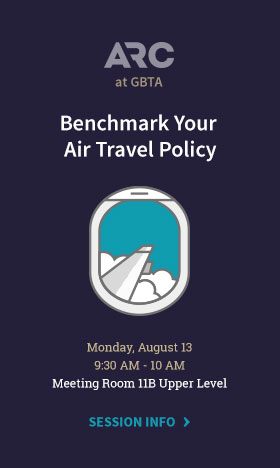 ARC
at GBTA
Benchmark Your
Air Travel Policy
Monday, August 13
9:30 AM - 10 AM
Meeting Room 11B Upper Level
SESSION INFO >